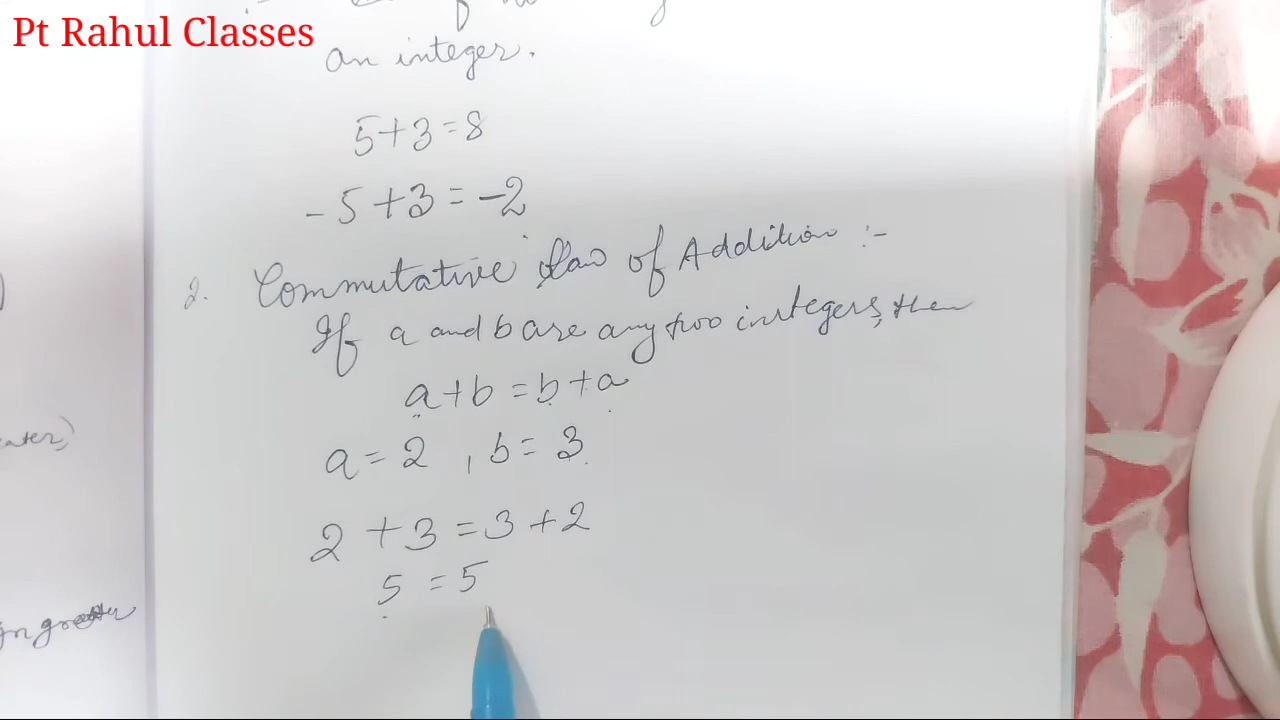 Pt Rahul Classes
of
an integer.
5+3=8
-5+3=-2
2. Commutative law of Addition :-
If a and b are any two integers, then
a+b=b+a
a=2, b=3
2+3=3+2
5=5